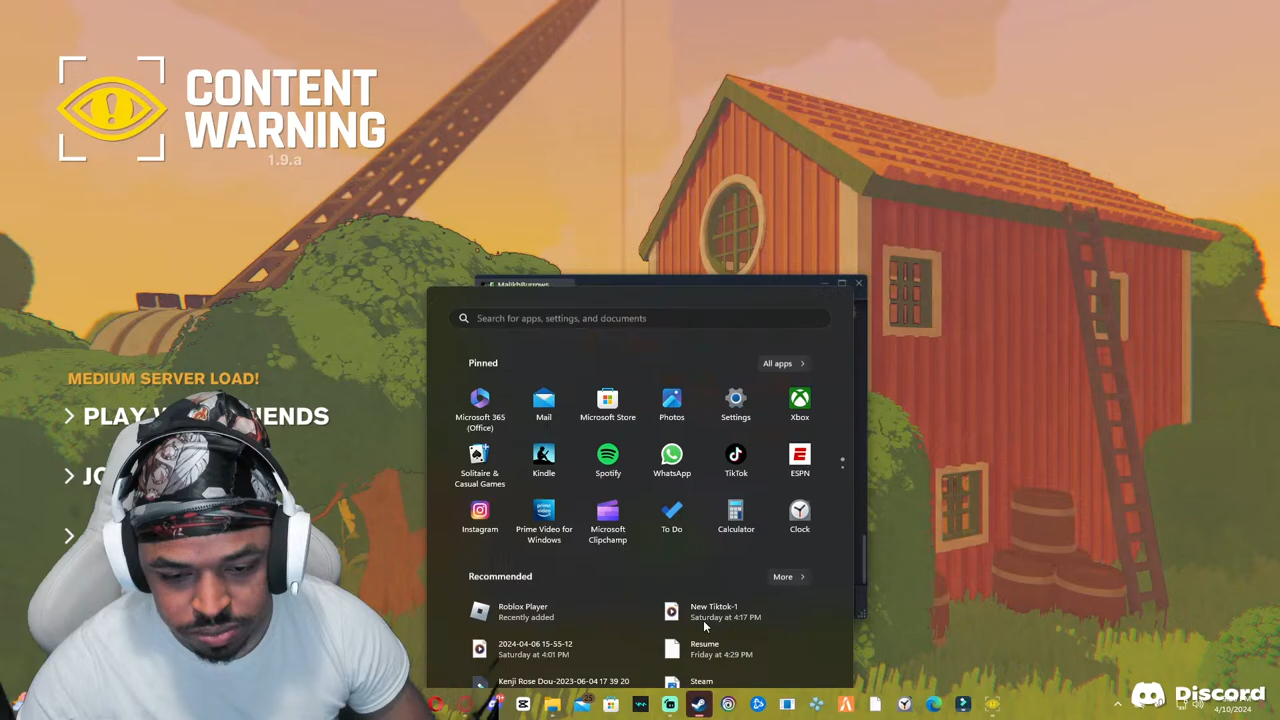 CONTENT
WARNING
1.9.a
MEDIUM SERVER LOAD!
PLAY W ENDS
JO
MalikhBurrows
Search for apps, settings, and documents
Pinned
All apps
Microsoft 365 (Office)
Mail
Microsoft Store
Photos
Settings
Xbox
Solitaire & Casual Games
Kindle
Spotify
WhatsApp
TikTok
ESPN
Instagram
Prime Video for Windows
Microsoft Clipchamp
To Do
Calculator
Clock
Recommended
More
Roblox Player
Recently added
New Tiktok-1
Saturday at 4:17 PM
2024-04-06 15-55-12
Saturday at 4:01 PM
Resume
Friday at 4:29 PM
Kenji Rose Dou-2023-06-04 17 39 20
Steam
25
Discord
4/10/2024